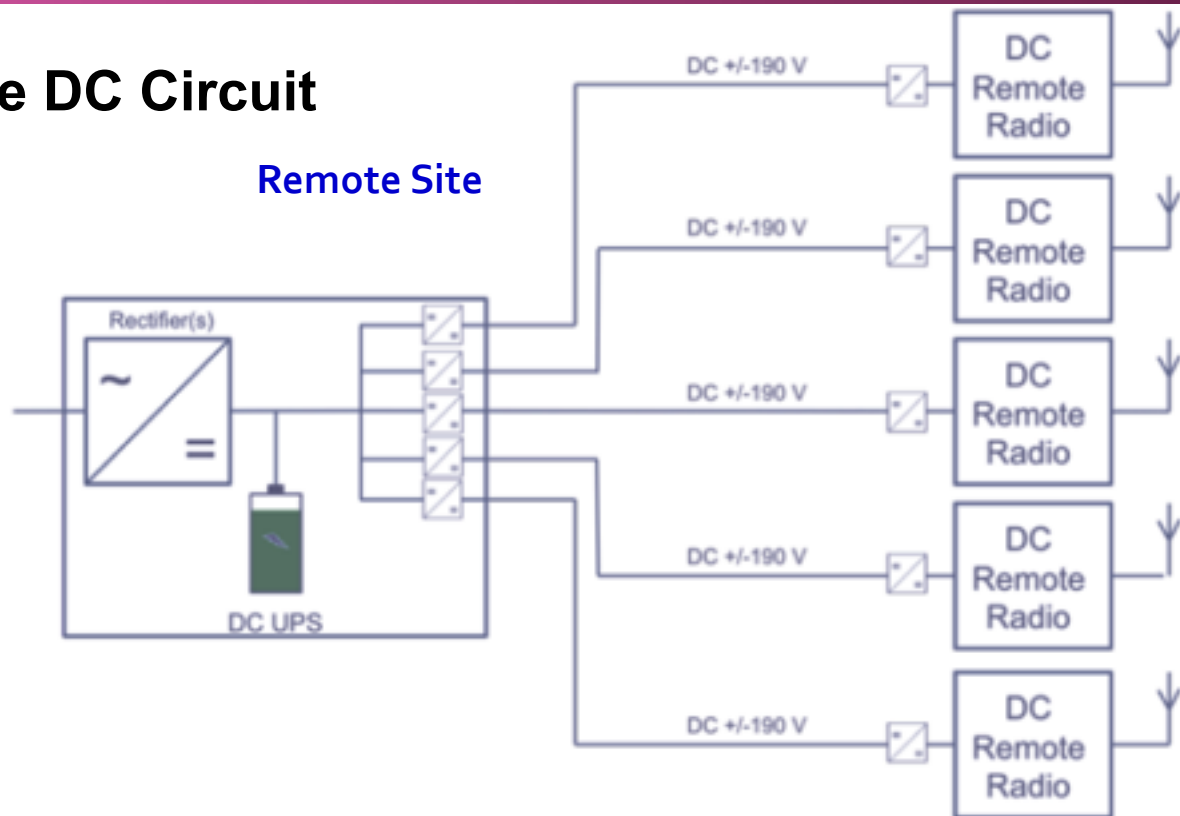 e DC Circuit
Remote Site
Rectifier(s)
~
=
DC UPS
DC +/-190 V
DC
Remote
Radio
DC +/-190 V
DC
Remote
Radio
DC +/-190 V
DC
Remote
Radio
DC +/-190 V
DC
Remote
Radio
DC +/-190 V
DC
Remote
Radio